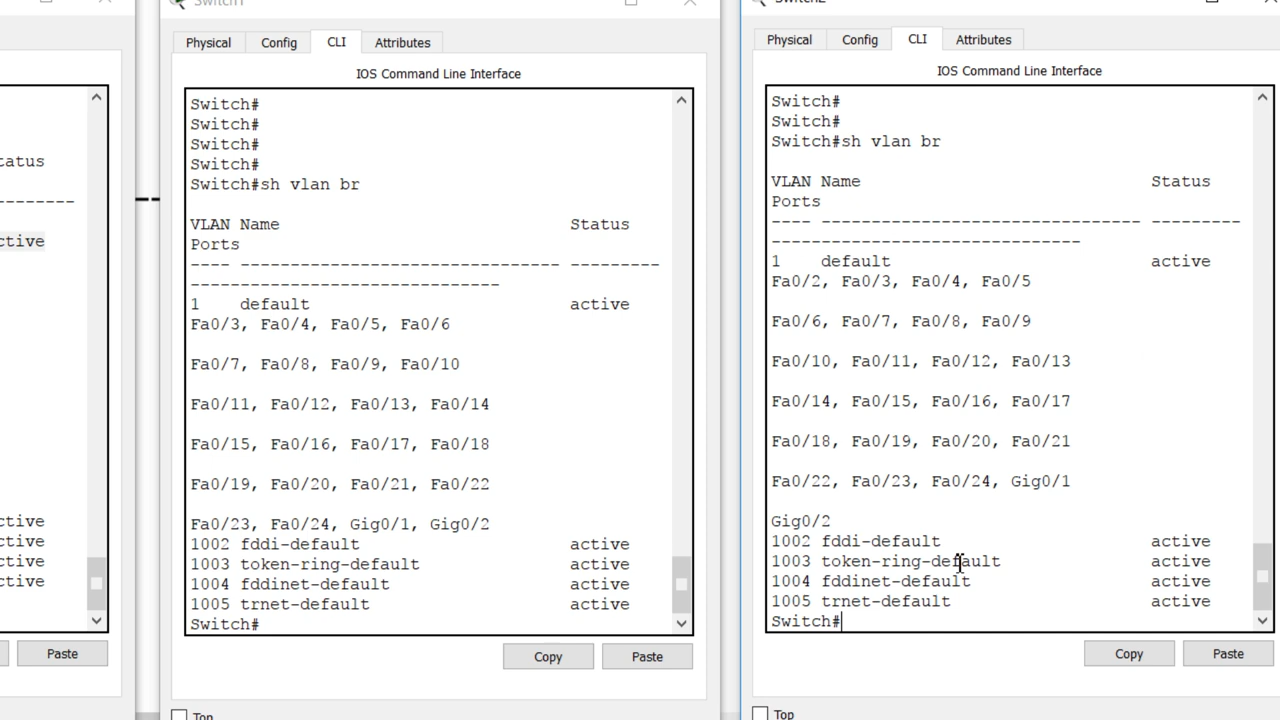 tatus
---------
ctive
ctive
ctive
ctive
ctive
Paste
Switch1
Physical Config CLI Attributes
IOS Command Line Interface
Switch#
Switch#
Switch#
Switch#
Switch#sh vlan br
VLAN Name Status
Ports
---- -------------------------------- ---------
-------------------------------
1 default active
Fa0/3, Fa0/4, Fa0/5, Fa0/6
Fa0/7, Fa0/8, Fa0/9, Fa0/10
Fa0/11, Fa0/12, Fa0/13, Fa0/14
Fa0/15, Fa0/16, Fa0/17, Fa0/18
Fa0/19, Fa0/20, Fa0/21, Fa0/22
Fa0/23, Fa0/24, Gig0/1, Gig0/2
1002 fddi-default active
1003 token-ring-default active
1004 fddinet-default active
1005 trnet-default active
Switch#
Copy Paste
Top
Switch2
Physical Config CLI Attributes
IOS Command Line Interface
Switch#
Switch#
Switch#sh vlan br
VLAN Name Status
Ports
---- -------------------------------- ---------
-------------------------------
1 default active
Fa0/2, Fa0/3, Fa0/4, Fa0/5
Fa0/6, Fa0/7, Fa0/8, Fa0/9
Fa0/10, Fa0/11, Fa0/12, Fa0/13
Fa0/14, Fa0/15, Fa0/16, Fa0/17
Fa0/18, Fa0/19, Fa0/20, Fa0/21
Fa0/22, Fa0/23, Fa0/24, Gig0/1
Gig0/2
1002 fddi-default active
1003 token-ring-default active
1004 fddinet-default active
1005 trnet-default active
Switch#
Copy Paste
Top